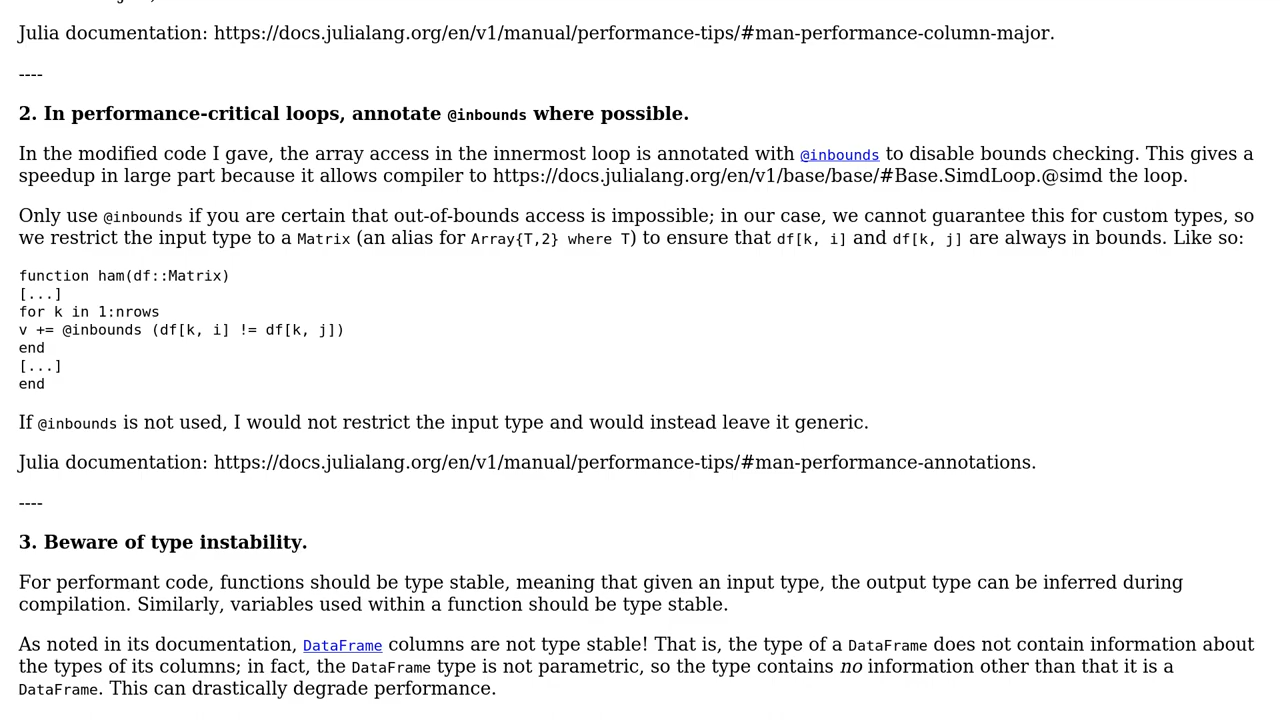 Julia documentation: https://docs.julialang.org/en/v1/manual/performance-tips/#man-performance-column-major.
----
2. In performance-critical loops, annotate @inbounds where possible.
In the modified code I gave, the array access in the innermost loop is annotated with @inbounds to disable bounds checking. This gives a
speedup in large part because it allows compiler to https://docs.julialang.org/en/v1/base/base/#Base.SimdLoop.@simd the loop.
Only use @inbounds if you are certain that out-of-bounds access is impossible; in our case, we cannot guarantee this for custom types, so
we restrict the input type to a Matrix (an alias for Array{T,2} where T) to ensure that df[k, i] and df[k, j] are always in bounds. Like so:
function ham(df::Matrix)
[...]
for k in 1:nrows
v += @inbounds (df[k, i] != df[k, j])
end
[...]
end
If @inbounds is not used, I would not restrict the input type and would instead leave it generic.
Julia documentation: https://docs.julialang.org/en/v1/manual/performance-tips/#man-performance-annotations.
----
3. Beware of type instability.
For performant code, functions should be type stable, meaning that given an input type, the output type can be inferred during
compilation. Similarly, variables used within a function should be type stable.
As noted in its documentation, DataFrame columns are not type stable! That is, the type of a DataFrame does not contain information about
the types of its columns; in fact, the DataFrame type is not parametric, so the type contains no information other than that it is a
DataFrame. This can drastically degrade performance.